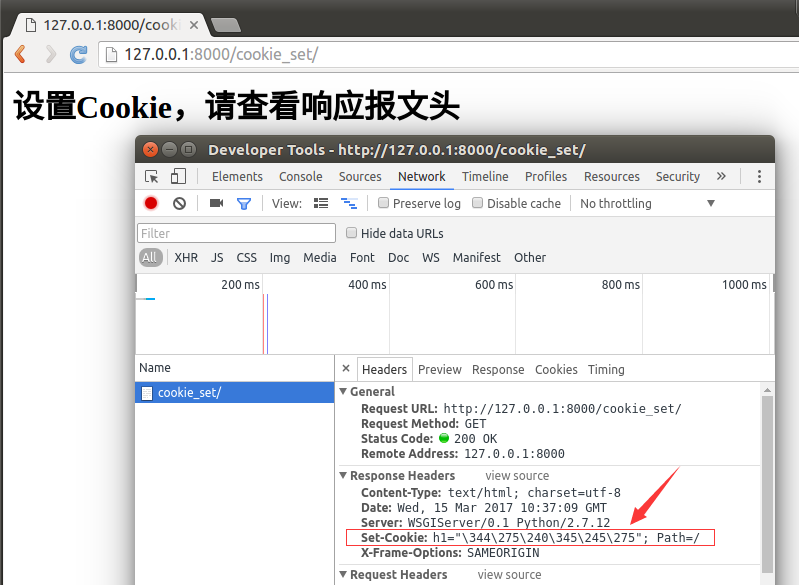 127.0.0.1:8000/cooki
127.0.0.1:8000/cookie_set/
设置Cookie，请查看响应报文头
Developer Tools - http://127.0.0.1:8000/cookie_set/
Elements Console Sources Network Timeline Profiles Resources Security »
View: Preserve log Disable cache No throttling
Filter Hide data URLs
All XHR JS CSS Img Media Font Doc WS Manifest Other
200 ms 400 ms 600 ms 800 ms 1000 ms
Name
cookie_set/
× Headers Preview Response Cookies Timing
General
Request URL: http://127.0.0.1:8000/cookie_set/
Request Method: GET
Status Code: 200 OK
Remote Address: 127.0.0.1:8000
Response Headers view source
Content-Type: text/html; charset=utf-8
Date: Wed, 15 Mar 2017 10:37:09 GMT
Server: WSGIServer/0.1 Python/2.7.12
Set-Cookie: h1="\344\275\240\345\245\275"; Path=/
X-Frame-Options: SAMEORIGIN
Request Headers view source